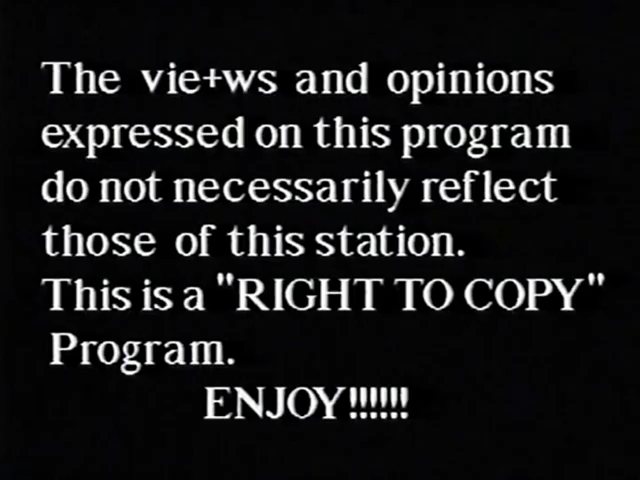 The vie+ws and opinions
expressed on this program
do not necessarily reflect
those of this station.
This is a "RIGHT TO COPY"
Program.
ENJOY!!!!!!